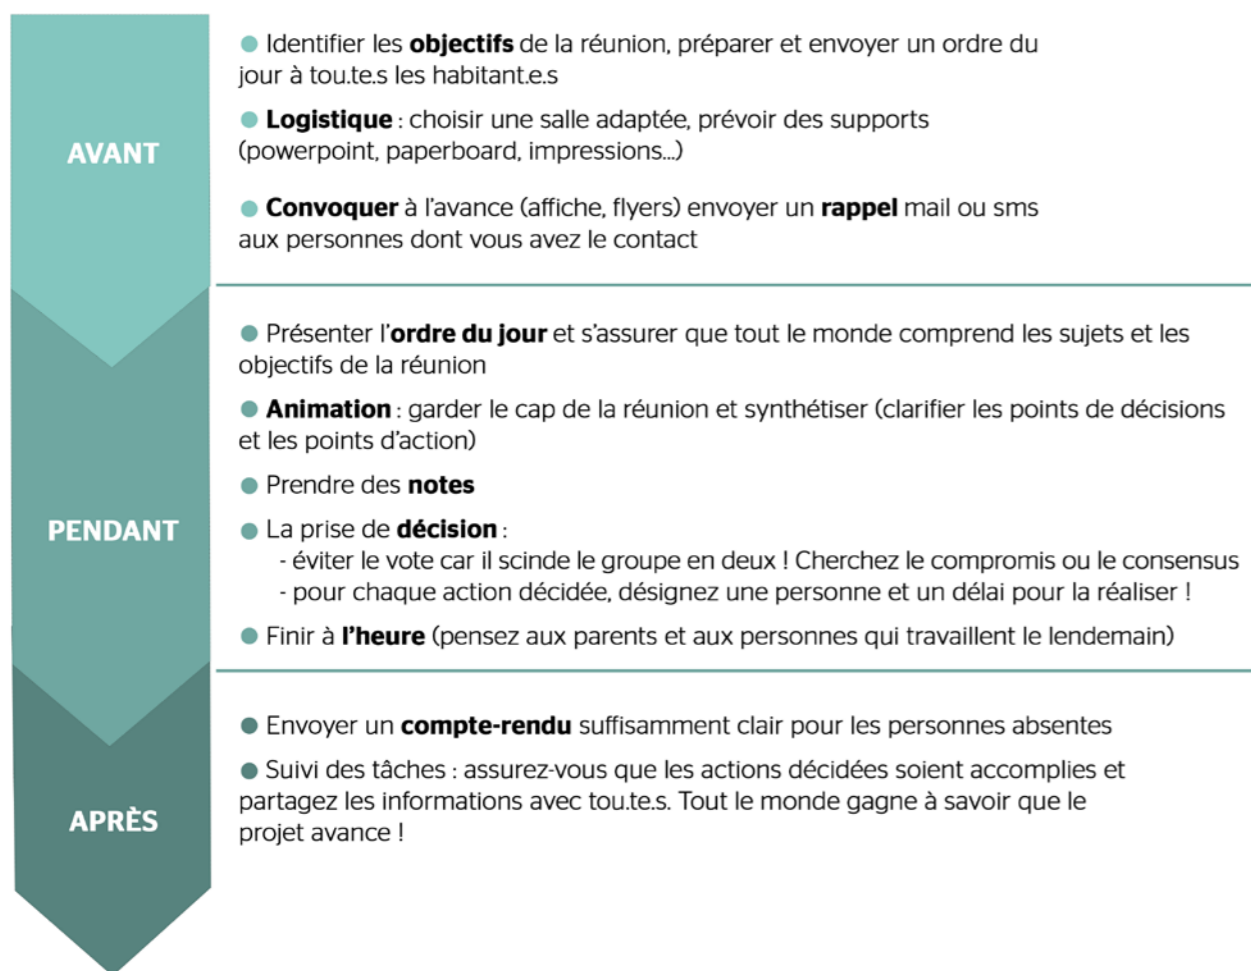 AVANT
● Identifier les objectifs de la réunion, préparer et envoyer un ordre du
jour à tou.te.s les habitant.e.s
● Logistique : choisir une salle adaptée, prévoir des supports
(powerpoint, paperboard, impressions...)
● Convoquer à l'avance (affiche, flyers) envoyer un rappel mail ou sms
aux personnes dont vous avez le contact
PENDANT
● Présenter l'ordre du jour et s'assurer que tout le monde comprend les sujets et les
objectifs de la réunion
● Animation : garder le cap de la réunion et synthétiser (clarifier les points de décisions
et les points d'action)
● Prendre des notes
● La prise de décision :
- éviter le vote car il scinde le groupe en deux ! Cherchez le compromis ou le consensus
- pour chaque action décidée, désignez une personne et un délai pour la réaliser !
● Finir à l'heure (pensez aux parents et aux personnes qui travaillent le lendemain)
APRÈS
● Envoyer un compte-rendu suffisamment clair pour les personnes absentes
● Suivi des tâches : assurez-vous que les actions décidées soient accomplies et
partagez les informations avec tou.te.s. Tout le monde gagne à savoir que le
projet avance !